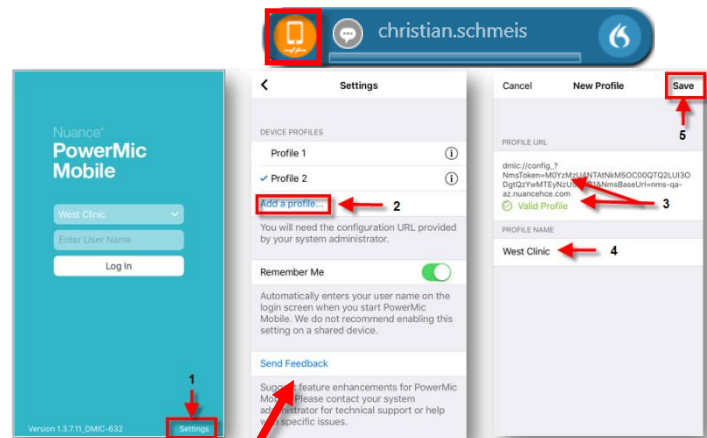 christian.schmeis
Nuance®
PowerMic
Mobile
West Clinic
Enter User Name
Log In
1
Version 1.3.7.11_DMIC-632
Settings
Settings
DEVICE PROFILES
Profile 1
Profile 2
Add a profile...
2
You will need the configuration URL provided
by your system administrator.
Remember Me
Automatically enters your user name on the
login screen when you start PowerMic
Mobile. We do not recommend enabling this
setting on a shared device.
Send Feedback
feature enhancements for PowerMic
Please contact your system
administrator for technical support or help
specific issues.
Cancel
New Profile
Save
5
PROFILE URL
dmic://config_?
az.nuancehce.com
3
Valid Profile
PROFILE NAME
West Clinic
4